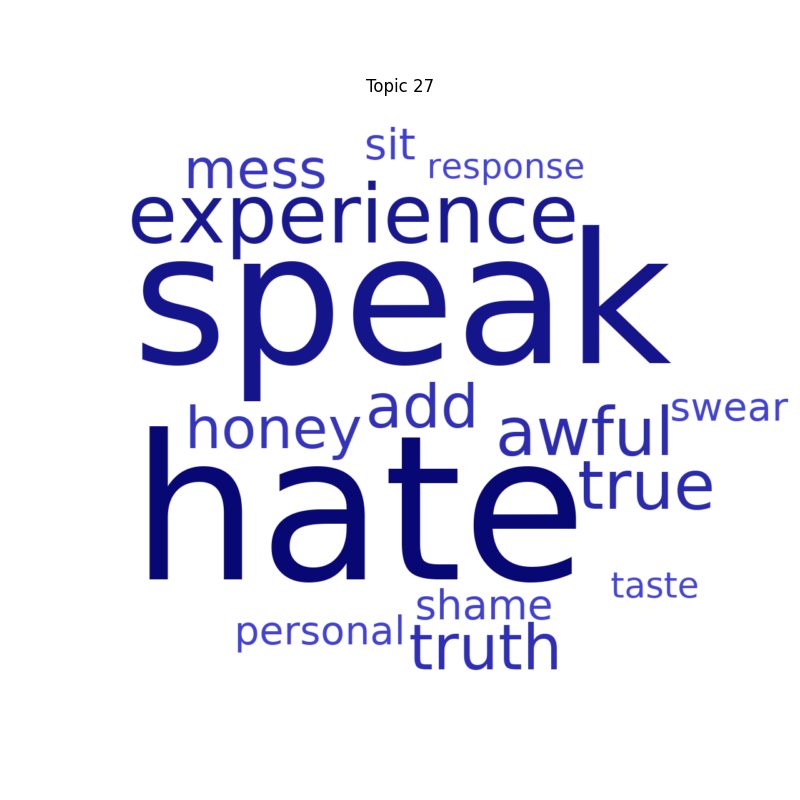 Topic 27
sit
mess
response
experience
speak
add
swear
honey
awful
hate
true
taste
shame
personal
truth